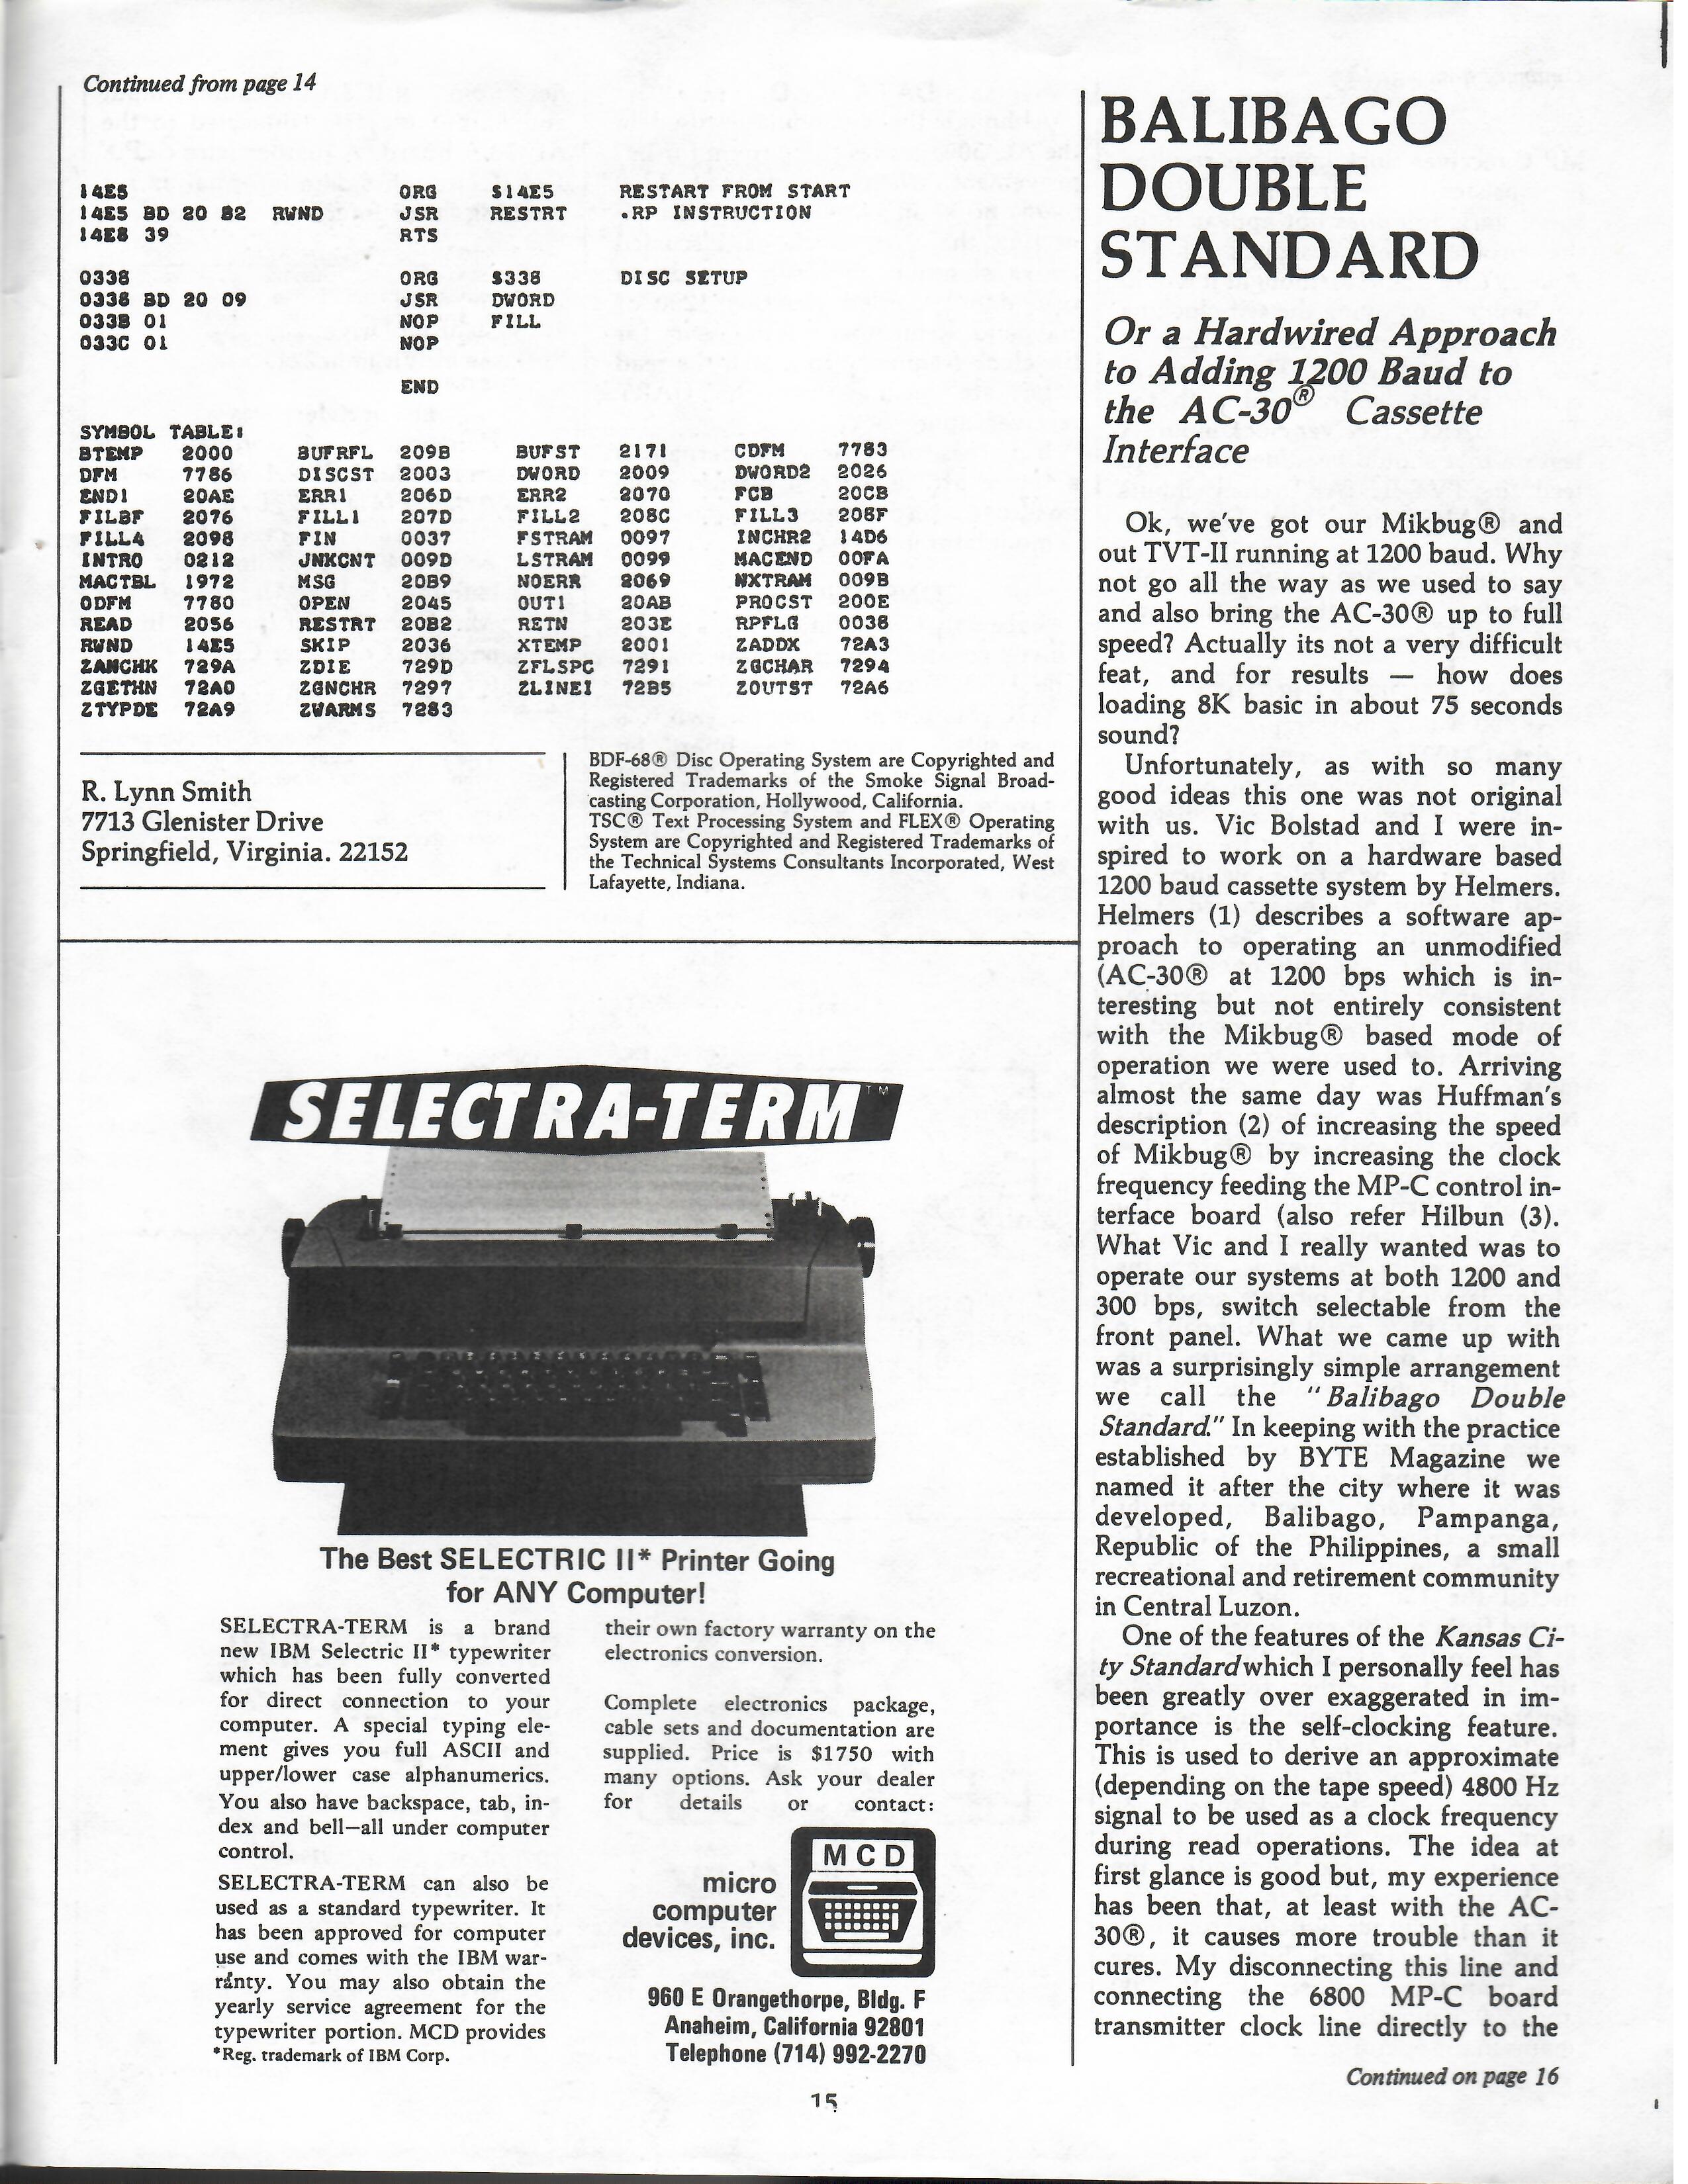 Continued from page 14
14E5 ORG $14E5 RESTART FROM START
14E5 BD 20 B2 RWND JSR RESTRT .RP INSTRUCTION
14E8 39 RTS
0338 ORG $338 DISC SETUP
0338 BD 20 09 JSR DWORD
033B 01 NOP FILL
033C 01 NOP
END
SYMBOL TABLE:
BTEMP 2000 BUFRFL 209B BUFST 2171 CDFM 7783
DFM 7786 DISCST 2003 DWORD 2009 DWORD2 2026
END1 20AE ERR1 206D ERR2 2070 FCB 20CB
FILBF 2076 FILL1 207D FILL2 208C FILL3 208F
FILL4 2098 FIN 0037 FSTRAM 0097 INCHR2 14D6
INTRO 0212 JNKCNT 009D LSTRAM 0099 MACEND 00FA
MACTBL 1972 MSG 20B9 NOERR 2069 NXTRAM 009B
ODFM 7780 OPEN 2045 OUT1 20AB PROCST 200E
READ 2056 RESTRT 20B2 RETN 203E RPFLG 0038
RWND 14E5 SKIP 2036 XTEMP 2001 ZADDX 72A3
ZANCHK 729A ZDIE 729D ZFLSPC 7291 ZGCHAR 7294
ZGETHN 72A0 ZGNCHR 7297 ZLINEI 72B5 ZOUTST 72A6
ZTYPDE 72A9 ZWARMS 7283
R. Lynn Smith
7713 Glenister Drive
Springfield, Virginia. 22152
BDF-68® Disc Operating System are Copyrighted and
Registered Trademarks of the Smoke Signal Broad-
casting Corporation, Hollywood, California.
TSC® Text Processing System and FLEX® Operating
System are Copyrighted and Registered Trademarks of
the Technical Systems Consultants Incorporated, West
Lafayette, Indiana.
SELECTRA-TERM™
The Best SELECTRIC II* Printer Going
for ANY Computer!
SELECTRA-TERM is a brand
new IBM Selectric II* typewriter
which has been fully converted
for direct connection to your
computer. A special typing ele-
ment gives you full ASCII and
upper/lower case alphanumerics.
You also have backspace, tab, in-
dex and bell—all under computer
control.
SELECTRA-TERM can also be
used as a standard typewriter. It
has been approved for computer
use and comes with the IBM war-
ranty. You may also obtain the
yearly service agreement for the
typewriter portion. MCD provides
*Reg. trademark of IBM Corp.
their own factory warranty on the
electronics conversion.
Complete electronics package,
cable sets and documentation are
supplied. Price is $1750 with
many options. Ask your dealer
for details or contact:
MCD
micro
computer
devices, inc.
960 E Orangethorpe, Bldg. F
Anaheim, California 92801
Telephone (714) 992-2270
BALIBAGO
DOUBLE
STANDARD
Or a Hardwired Approach
to Adding 1200 Baud to
the AC-30® Cassette
Interface
Ok, we've got our Mikbug® and
out TVT-II running at 1200 baud. Why
not go all the way as we used to say
and also bring the AC-30® up to full
speed? Actually its not a very difficult
feat, and for results — how does
loading 8K basic in about 75 seconds
sound?
Unfortunately, as with so many
good ideas this one was not original
with us. Vic Bolstad and I were in-
spired to work on a hardware based
1200 baud cassette system by Helmers.
Helmers (1) describes a software ap-
proach to operating an unmodified
(AC-30® at 1200 bps which is in-
teresting but not entirely consistent
with the Mikbug® based mode of
operation we were used to. Arriving
almost the same day was Huffman's
description (2) of increasing the speed
of Mikbug® by increasing the clock
frequency feeding the MP-C control in-
terface board (also refer Hilbun (3).
What Vic and I really wanted was to
operate our systems at both 1200 and
300 bps, switch selectable from the
front panel. What we came up with
was a surprisingly simple arrangement
we call the "Balibago Double
Standard." In keeping with the practice
established by BYTE Magazine we
named it after the city where it was
developed, Balibago, Pampanga,
Republic of the Philippines, a small
recreational and retirement community
in Central Luzon.
One of the features of the Kansas Ci-
ty Standard which I personally feel has
been greatly over exaggerated in im-
portance is the self-clocking feature.
This is used to derive an approximate
(depending on the tape speed) 4800 Hz
signal to be used as a clock frequency
during read operations. The idea at
first glance is good but, my experience
has been that, at least with the AC-
30®, it causes more trouble than it
cures. My disconnecting this line and
connecting the 6800 MP-C board
transmitter clock line directly to the
Continued on page 16
15